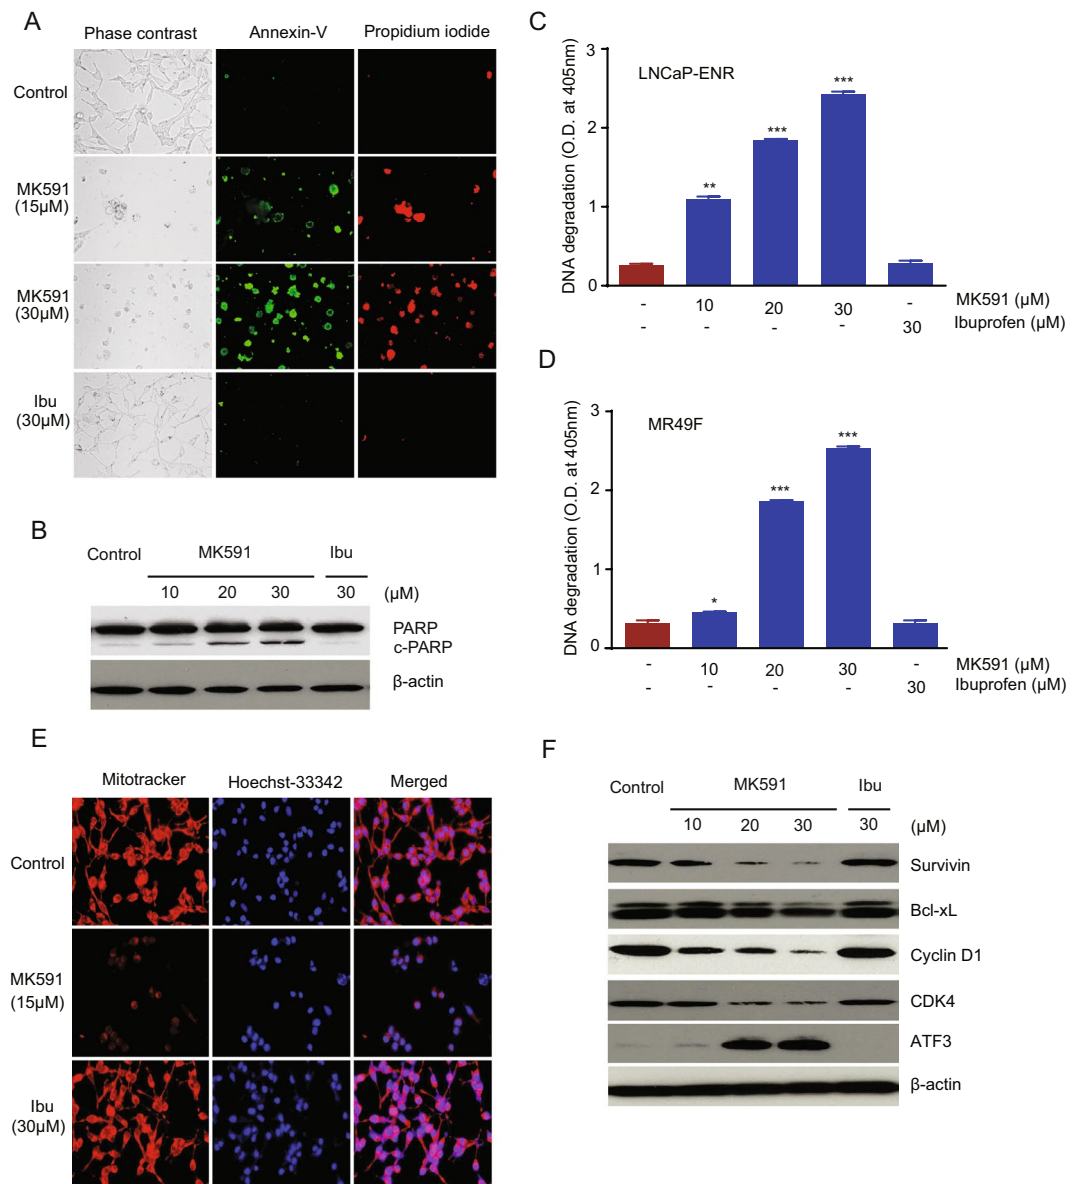 A
Phase contrast Annexin-V Propidium iodide
Control
MK591
(15µM)
MK591
(30µM)
Ibu
(30µM)
B
Control MK591 Ibu
10 20 30 30 (µM)
PARP
c-PARP
β-actin
C
DNA degradation (O.D. at 405nm)
3
2
1
0
LNCaP-ENR
** *** ***
- 10 20 30 - MK591 (µM)
- - - - 30 Ibuprofen (µM)
D
DNA degradation (O.D. at 405nm)
3
2
1
0
MR49F
* *** ***
- 10 20 30 - MK591 (µM)
- - - - 30 Ibuprofen (µM)
E
Mitotracker Hoechst-33342 Merged
Control
MK591
(15µM)
Ibu
(30µM)
F
Control MK591 Ibu
10 20 30 30 (µM)
Survivin
Bcl-xL
Cyclin D1
CDK4
ATF3
β-actin